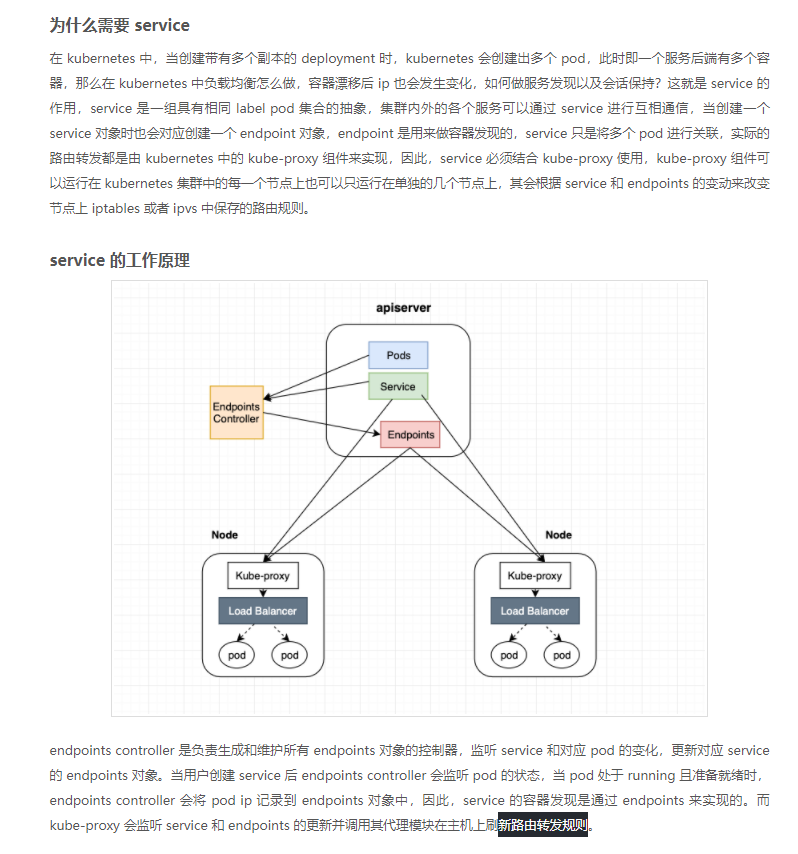 为什么需要 service
在 kubernetes 中，当创建带有多个副本的 deployment 时，kubernetes 会创建出多个 pod，此时即一个服务后端有多个容
器，那么在 kubernetes 中负载均衡怎么做，容器漂移后 ip 也会发生变化，如何做服务发现以及会话保持？这就是 service 的
作用，service 是一组具有相同 label pod 集合的抽象，集群内外的各个服务可以通过 service 进行互相通信，当创建一个
service 对象时也会对应创建一个 endpoint 对象，endpoint 是用来做容器发现的，service 只是将多个 pod 进行关联，实际的
路由转发都是由 kubernetes 中的 kube-proxy 组件来实现，因此，service 必须结合 kube-proxy 使用，kube-proxy 组件可
以运行在 kubernetes 集群中的每一个节点上也可以只运行在单独的几个节点上，其会根据 service 和 endpoints 的变动来改变
节点上 iptables 或者 ipvs 中保存的路由规则。
service 的工作原理
apiserver
Pods
Service
Endpoints
Controller
Endpoints
Node
Node
Kube-proxy
Kube-proxy
Load Balancer
Load Balancer
pod
pod
pod
pod
endpoints controller 是负责生成和维护所有 endpoints 对象的控制器，监听 service 和对应 pod 的变化，更新对应 service
的 endpoints 对象。当用户创建 service 后 endpoints controller 会监听 pod 的状态，当 pod 处于 running 且准备就绪时，
endpoints controller 会将 pod ip 记录到 endpoints 对象中，因此，service 的容器发现是通过 endpoints 来实现的。而
kube-proxy 会监听 service 和 endpoints 的更新并调用其代理模块在主机上刷新路由转发规则。